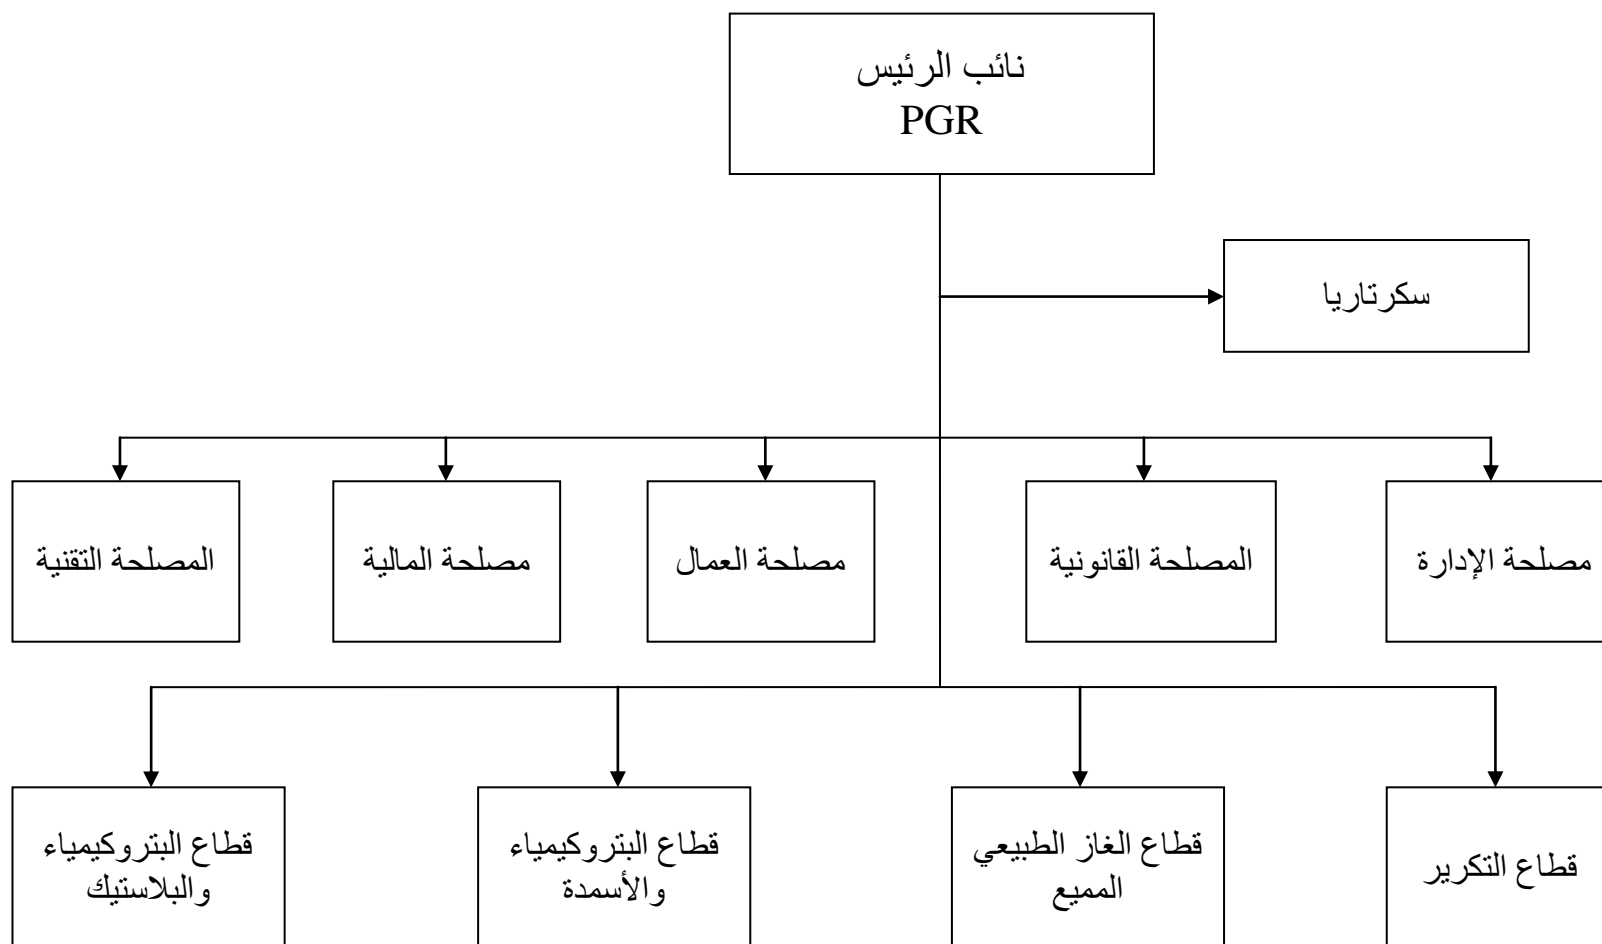 نائب الرئيس
PGR
سكرتاريا
مصلحة الإدارة
المصلحة القانونية
مصلحة العمال
مصلحة المالية
المصلحة التقنية
قطاع التكرير
قطاع الغاز الطبيعي
المميع
قطاع البتروكيمياء
والأسمدة
قطاع البتروكيمياء
والبلاستيك